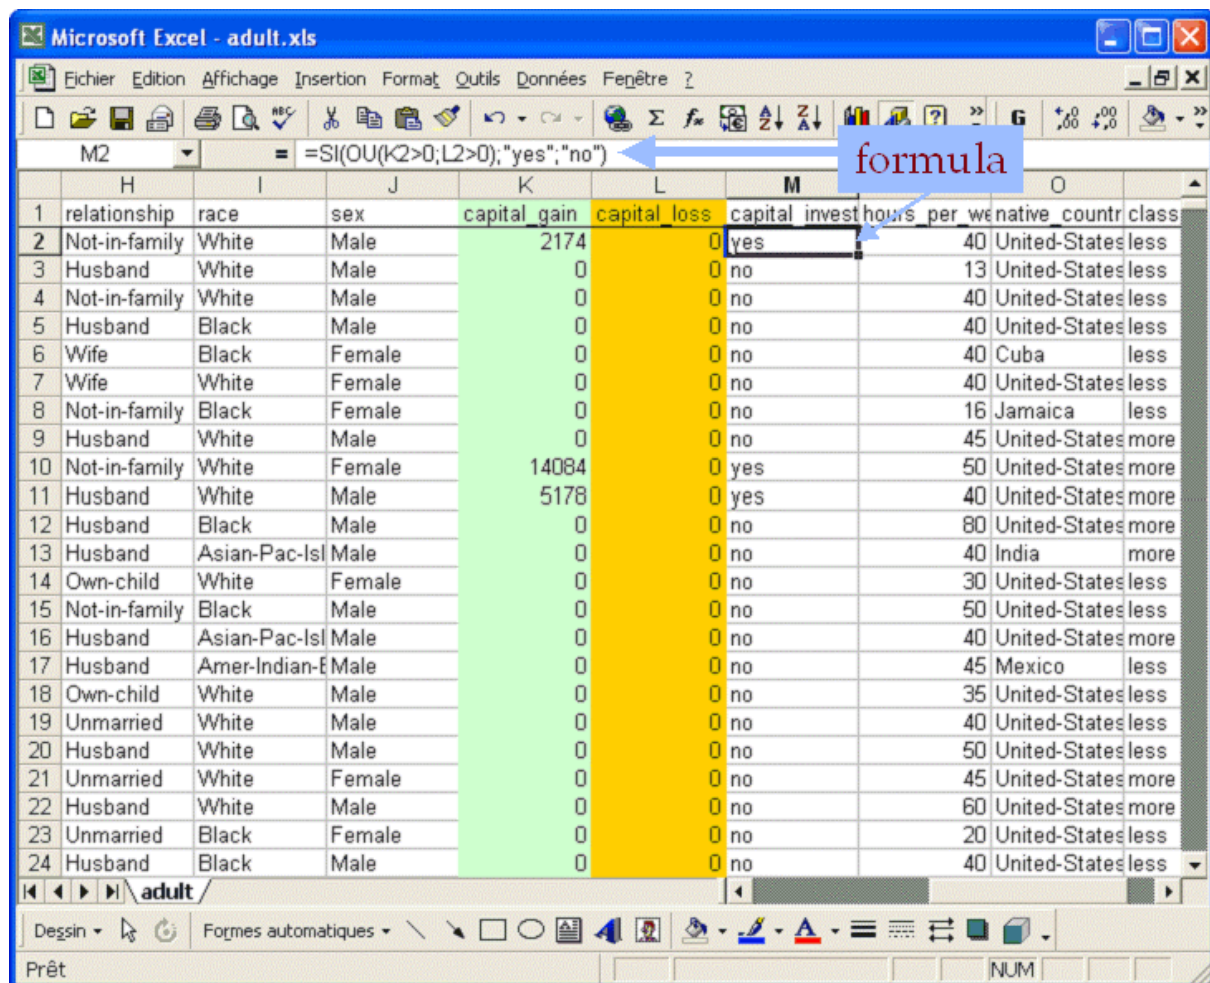 Microsoft Excel - adult.xls
Fichier Edition Affichage Insertion Format Outils Données Fenêtre ?
G
M2 = =SI(OU(K2>0;L2>0);"yes";"no")
formula
H I J K L M O
1 relationship race sex capital_gain capital_loss capital_invest hours_per_we native_countr class
2 Not-in-family White Male 2174 0 yes 40 United-States less
3 Husband White Male 0 0 no 13 United-States less
4 Not-in-family White Male 0 0 no 40 United-States less
5 Husband Black Male 0 0 no 40 United-States less
6 Wife Black Female 0 0 no 40 Cuba less
7 Wife White Female 0 0 no 40 United-States less
8 Not-in-family Black Female 0 0 no 16 Jamaica less
9 Husband White Male 0 0 no 45 United-States more
10 Not-in-family White Female 14084 0 yes 50 United-States more
11 Husband White Male 5178 0 yes 40 United-States more
12 Husband Black Male 0 0 no 80 United-States more
13 Husband Asian-Pac-Isl Male 0 0 no 40 India more
14 Own-child White Female 0 0 no 30 United-States less
15 Not-in-family Black Male 0 0 no 50 United-States less
16 Husband Asian-Pac-Isl Male 0 0 no 40 United-States more
17 Husband Amer-Indian-E Male 0 0 no 45 Mexico less
18 Own-child White Male 0 0 no 35 United-States less
19 Unmarried White Male 0 0 no 40 United-States less
20 Husband White Male 0 0 no 50 United-States less
21 Unmarried White Female 0 0 no 45 United-States more
22 Husband White Male 0 0 no 60 United-States more
23 Unmarried Black Female 0 0 no 20 United-States less
24 Husband Black Male 0 0 no 40 United-States less
adult
Dessin Formes automatiques
Prêt NUM